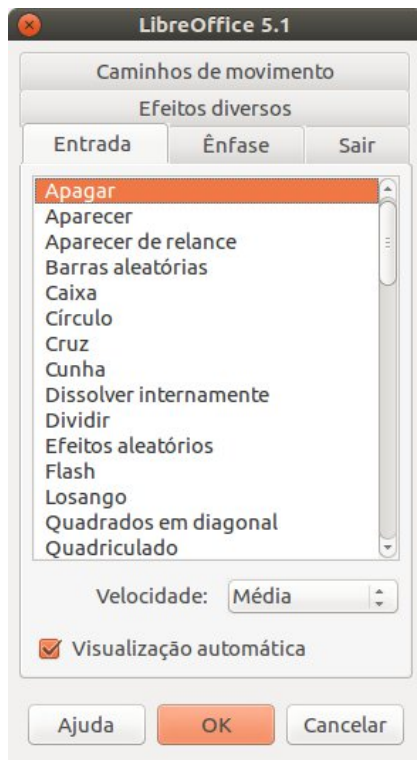 LibreOffice 5.1
Caminhos de movimento
Efeitos diversos
Entrada Ênfase Sair
Apagar
Aparecer
Aparecer de relance
Barras aleatórias
Caixa
Círculo
Cruz
Cunha
Dissolver internamente
Dividir
Efeitos aleatórios
Flash
Losango
Quadrados em diagonal
Quadriculado
Velocidade: Média
Visualização automática
Ajuda OK Cancelar